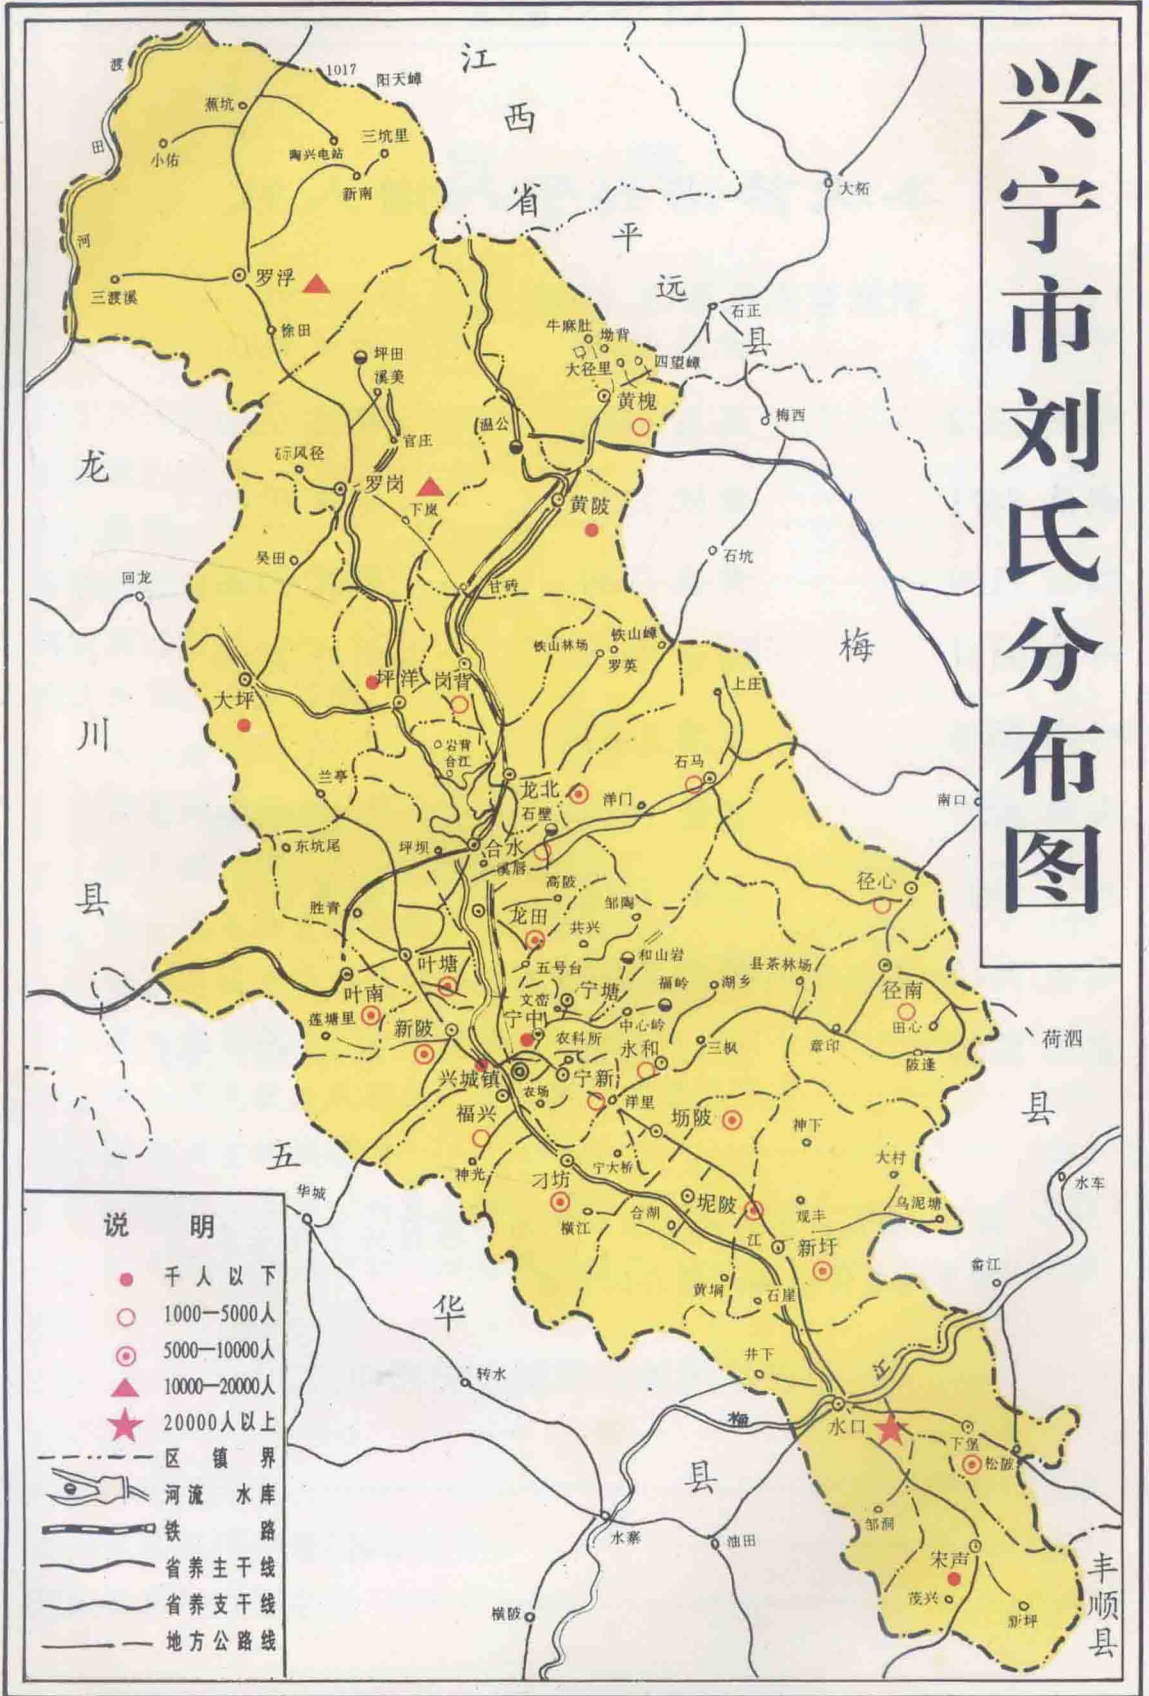 兴宁市刘氏分布图
江西省
平远县
梅县
龙川县
五华县
丰顺县
渡田河
1017
阳天嶂
蕉坑
小佑
陶兴电站
三坑里
新南
大柘
罗浮
三渡溪
徐田
石正
牛麻肚
坳背
大径里
四望嶂
坪田
溪美
黄槐
梅西
温公
官庄
风径
罗岗
下岚
黄陂
吴田
石坑
回龙
甘砖
铁山林场
铁山嶂
罗英
上庄
坪洋
岗背
大坪
岩背
合江
石马
兰亭
龙北
洋门
南口
石壁
东坑尾
坪坝
合水
溪唇
径心
高陂
胜青
龙田
邹陶
共兴
叶塘
五号台
和山岩
县茶林场
叶南
文峦
宁塘
福岭
湖乡
径南
莲塘里
新陂
宁中
中心岭
田心
荷泗
农科所
永和
三枫
章印
陂逢
兴城镇
宁新
农场
洋里
福兴
坜陂
神下
神光
宁大桥
大村
水车
刁坊
坭陂
乌泥塘
横江
合湖
观丰
华城
江
新圩
畲江
黄垌
石崖
井下
转水
梅
江
水口
下堡
松陂
邹洞
水寨
油田
宋声
茂兴
新坪
横陂
说 明
千人以下
1000—5000人
5000—10000人
10000—20000人
20000人以上
区镇界
河流 水库
铁路
省养主干线
省养支干线
地方公路线